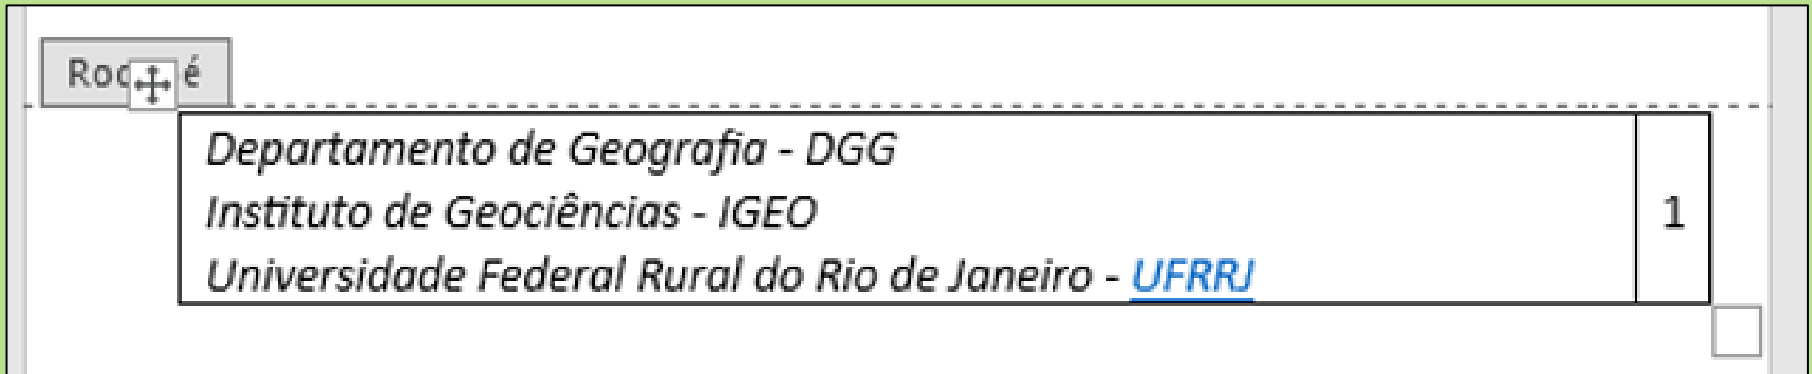 Departamento de Geografia - DGG
Instituto de Geociências - IGEO
Universidade Federal Rural do Rio de Janeiro - UFRRJ
1